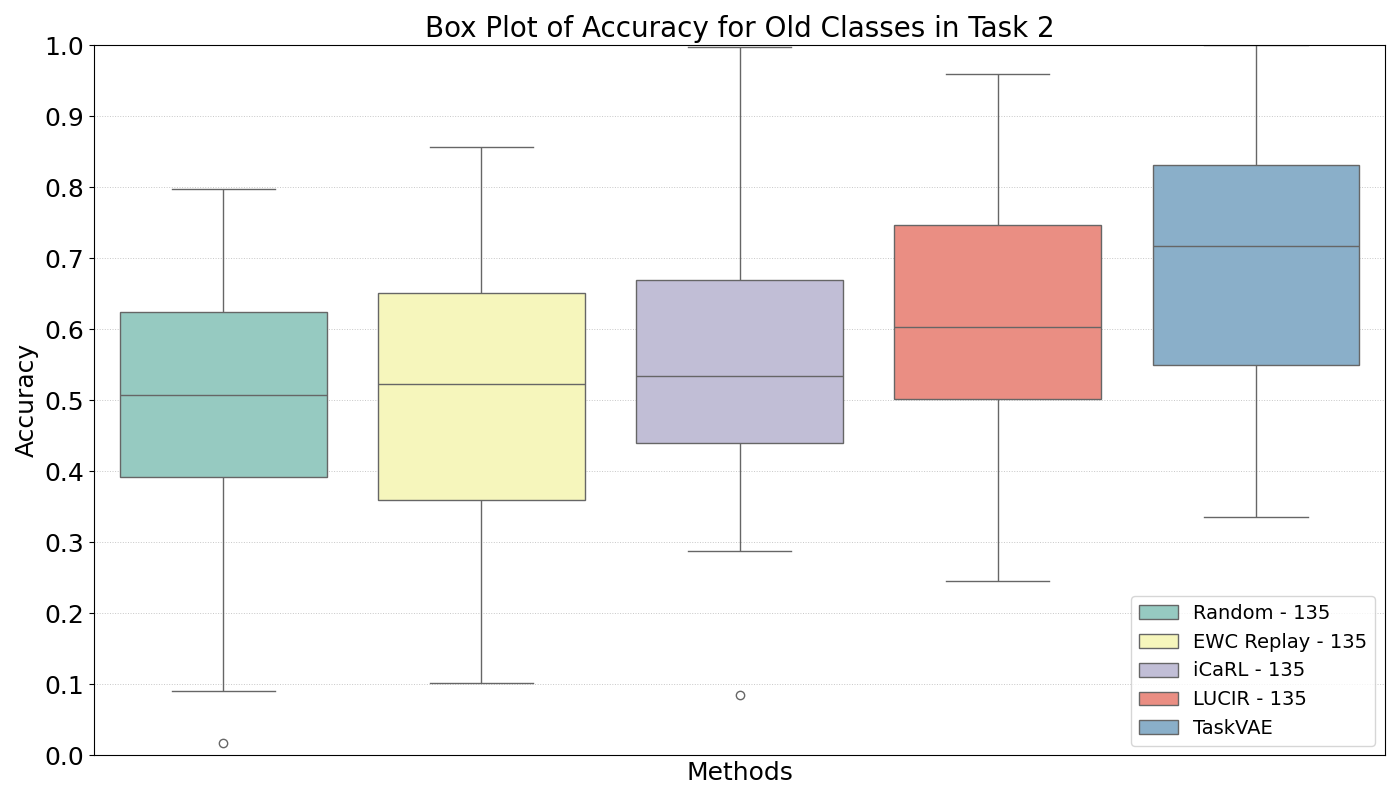 Box Plot of Accuracy for Old Classes in Task 2
1.0
0.9
0.8
0.7
0.6
0.5
0.4
0.3
0.2
0.1
0.0
Accuracy
Methods
Random - 135
EWC Replay - 135
iCaRL - 135
LUCIR - 135
TaskVAE